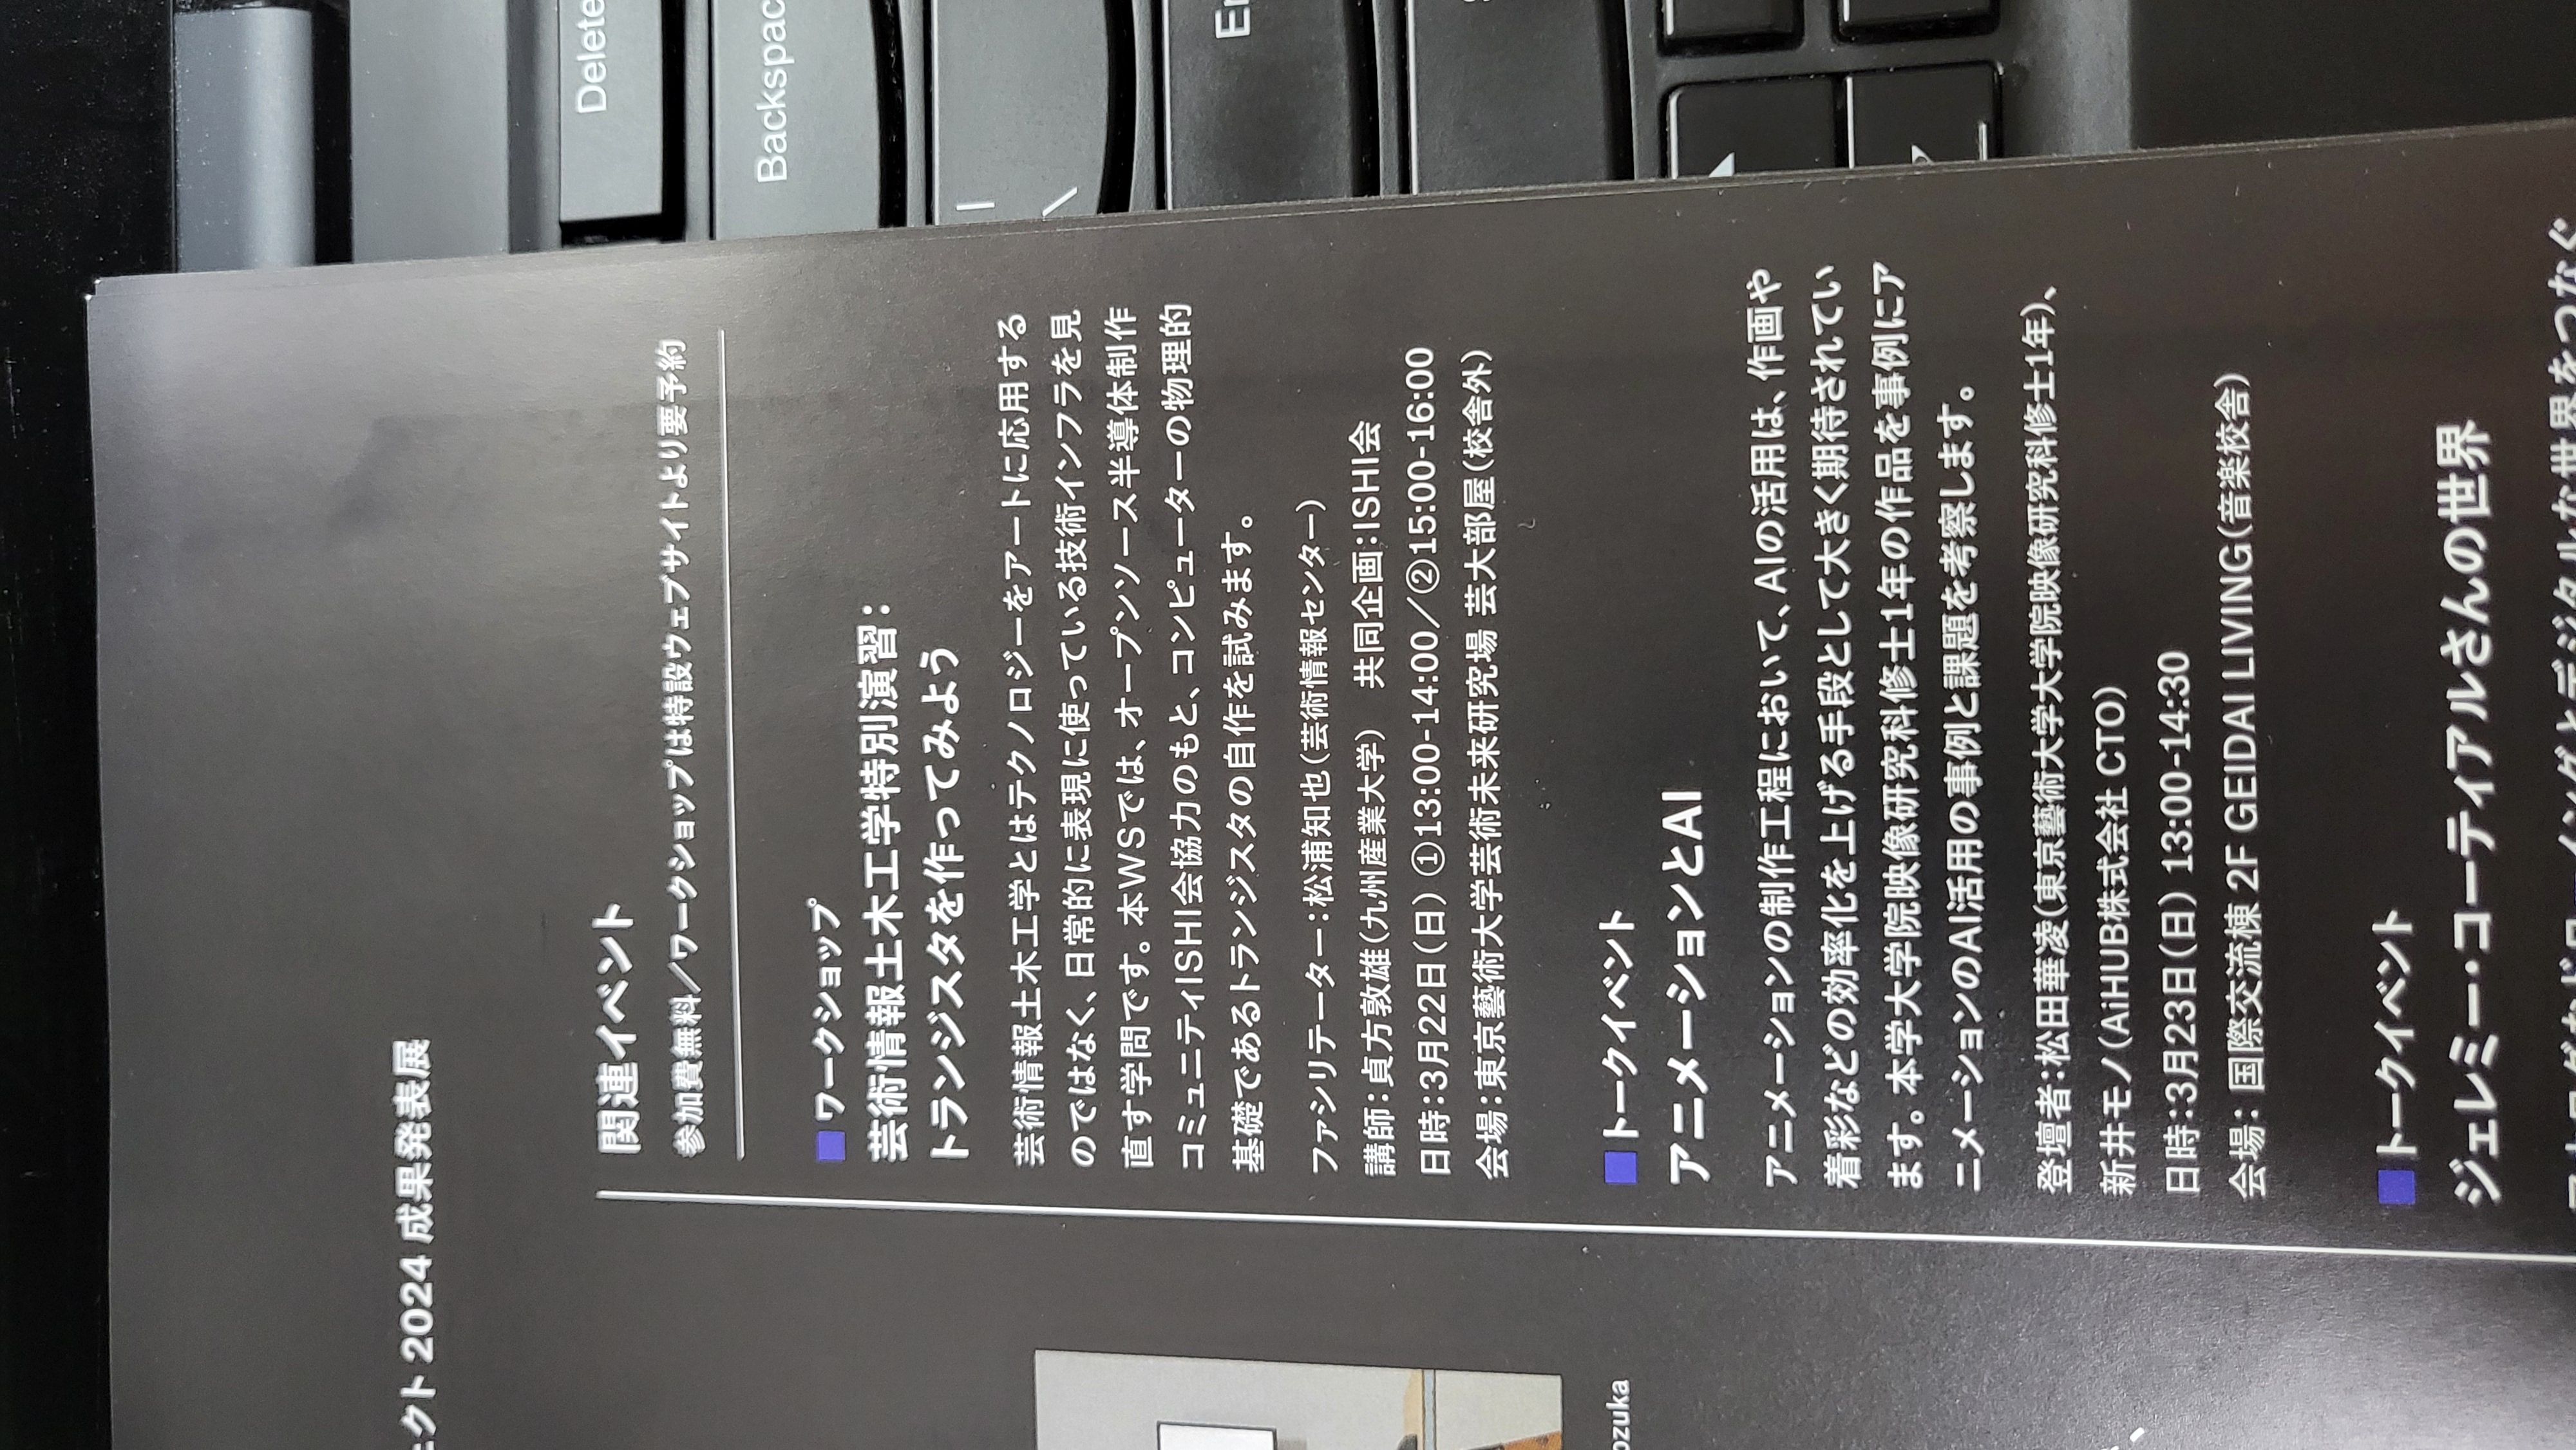 ェクト 2024 成果発表展
関連イベント
参加費無料／ワークショップは特設ウェブサイトより要予約
■ ワークショップ
芸術情報土木工学特別演習：
トランジスタを作ってみよう
芸術情報土木工学とはテクノロジーをアートに応用する
のではなく、日常的に表現に使っている技術インフラを見
直す学問です。本WSでは、オープンソース半導体制作
コミュニティISHI会協力のもと、コンピューターの物理的
基礎であるトランジスタの自作を試みます。
ファシリテーター：松浦知也（芸術情報センター）
講師：貞方敦雄（九州産業大学）　共同企画：ISHI会
日時：3月22日（日） ①13:00-14:00／②15:00-16:00
会場：東京藝術大学芸術未来研究場 芸大部屋（校舎外）
ozuka
■ トークイベント
アニメーションとAI
アニメーションの制作工程において、AIの活用は、作画や
着彩などの効率化を上げる手段として大きく期待されてい
ます。本学大学院映像研究科修士1年の作品を事例にア
ニメーションのAI活用の事例と課題を考察します。
登壇者：松田華凌（東京藝術大学大学院映像研究科修士1年）、
新井モノ（AiHUB株式会社 CTO）
日時：3月23日（日） 13:00-14:30
会場： 国際交流棟 2F GEIDAI LIVING（音楽校舎）
■ トークイベント
ジェレミー・コーティアルさんの世界
アナログなドローイングとデジタルな世界をつなぐ
Delete
Backspac
|
\
En